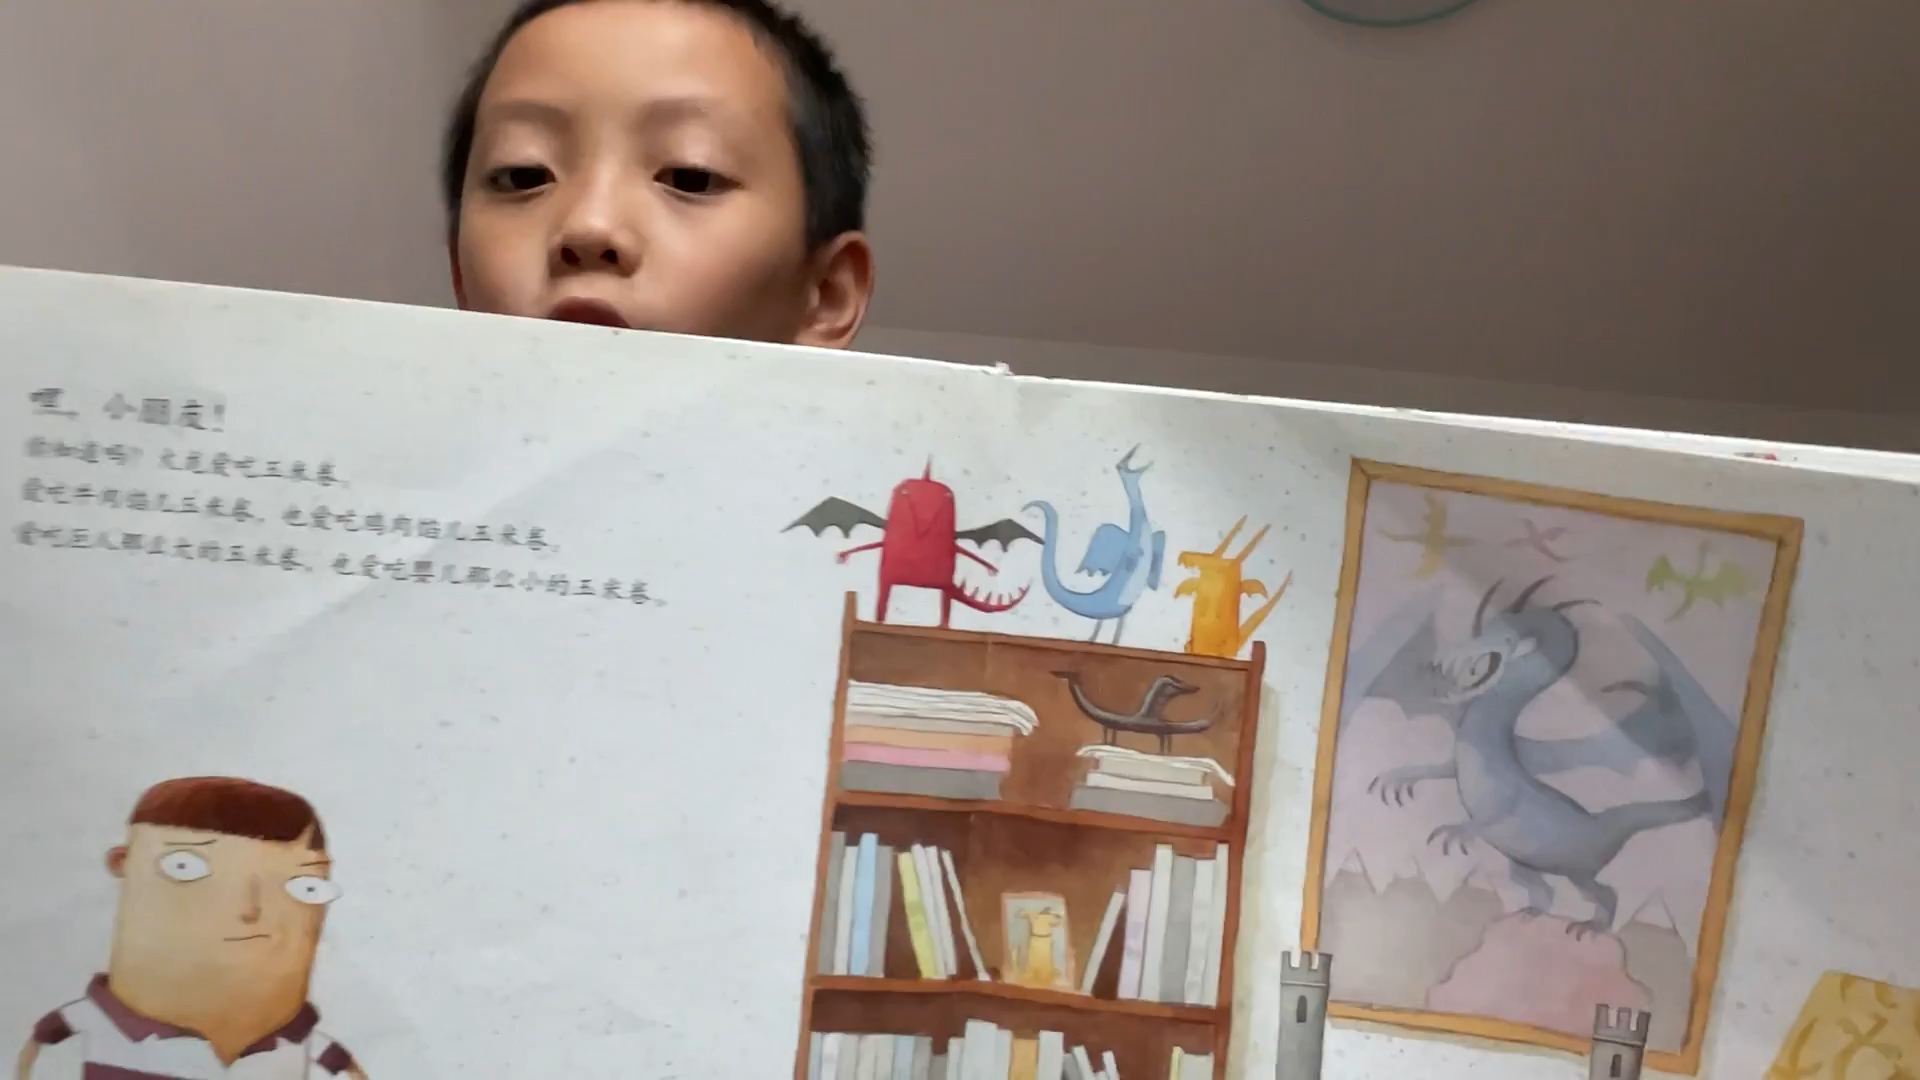 嘿，小朋友！
你知道吗？火龙爱吃玉米卷。
爱吃牛肉馅儿玉米卷，也爱吃鸡肉馅儿玉米卷。
爱吃巨人那么大的玉米卷，也爱吃婴儿那么小的玉米卷。